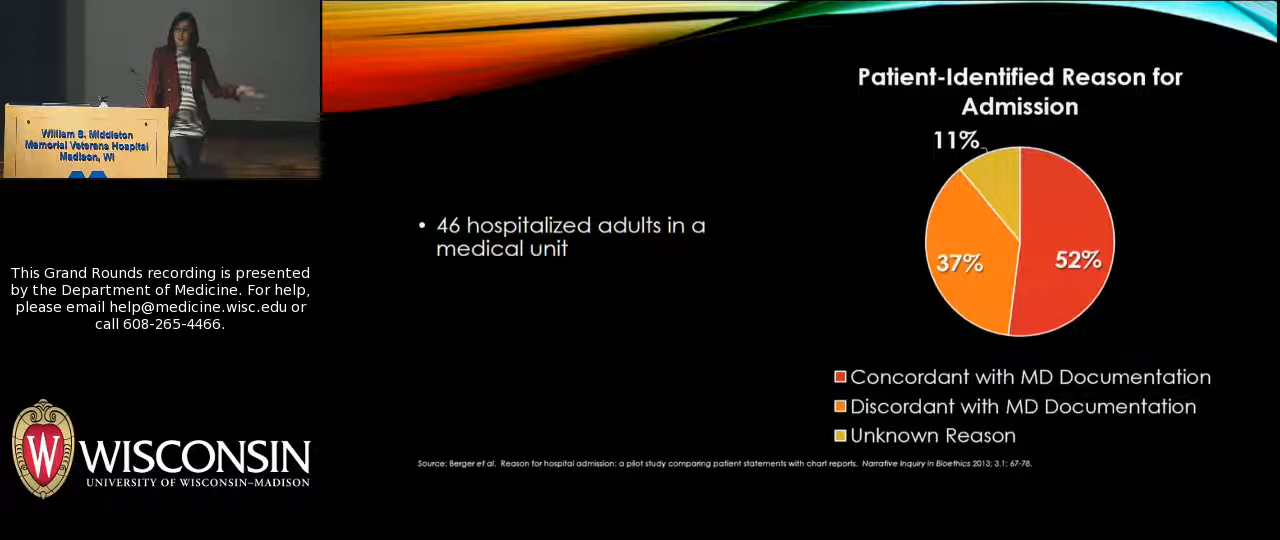 William S. Middleton
Memorial Veterans Hospital
Madison, WI
This Grand Rounds recording is presented
by the Department of Medicine. For help,
please email help@medicine.wisc.edu or
call 608-265-4466.
W
WISCONSIN
UNIVERSITY OF WISCONSIN–MADISON
• 46 hospitalized adults in a
medical unit
Patient-Identified Reason for
Admission
11%
37%
52%
Concordant with MD Documentation
Discordant with MD Documentation
Unknown Reason
Source: Berger et al. Reason for hospital admission: a pilot study comparing patient statements with chart reports. Narrative Inquiry in Bioethics 2013; 3.1: 67-78.